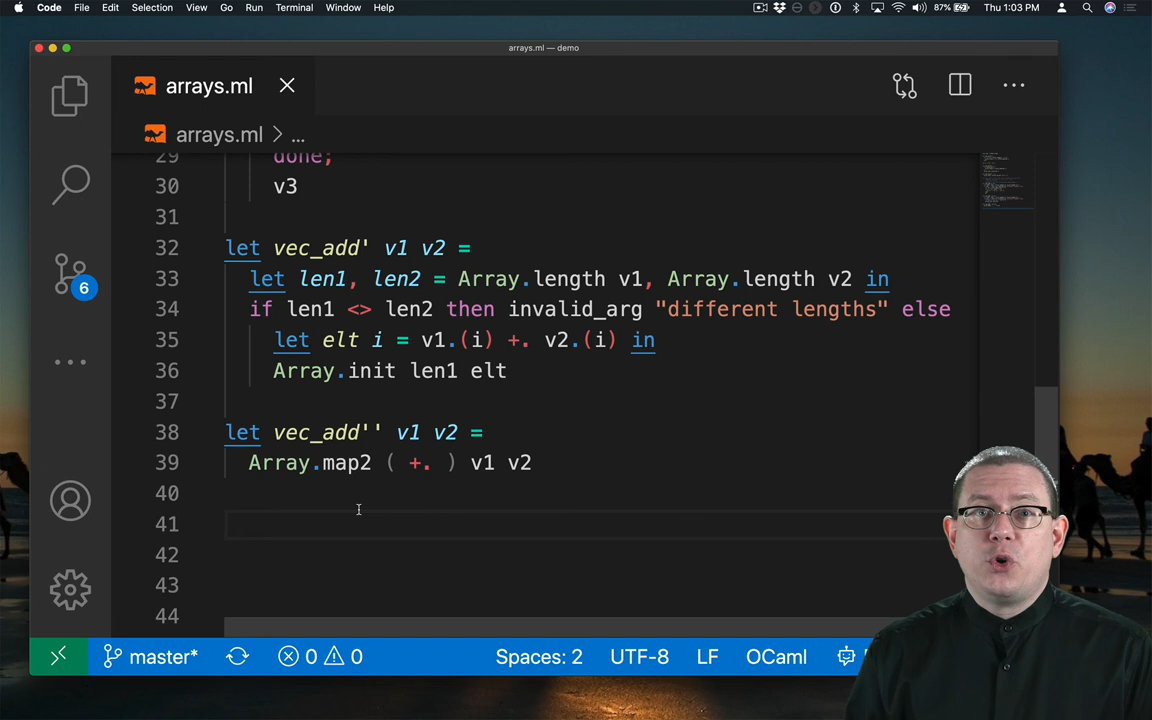 Code File Edit Selection View Go Run Terminal Window Help 87% Thu 1:03 PM
arrays.ml — demo
arrays.ml
arrays.ml > ...
29 done;
30 v3
31
32 let vec_add' v1 v2 =
33 let len1, len2 = Array.length v1, Array.length v2 in
34 if len1 <> len2 then invalid_arg "different lengths" else
35 let elt i = v1.(i) +. v2.(i) in
36 Array.init len1 elt
37
38 let vec_add'' v1 v2 =
39 Array.map2 ( +. ) v1 v2
40
41
42
43
44
6
master* 0 0 Spaces: 2 UTF-8 LF OCaml